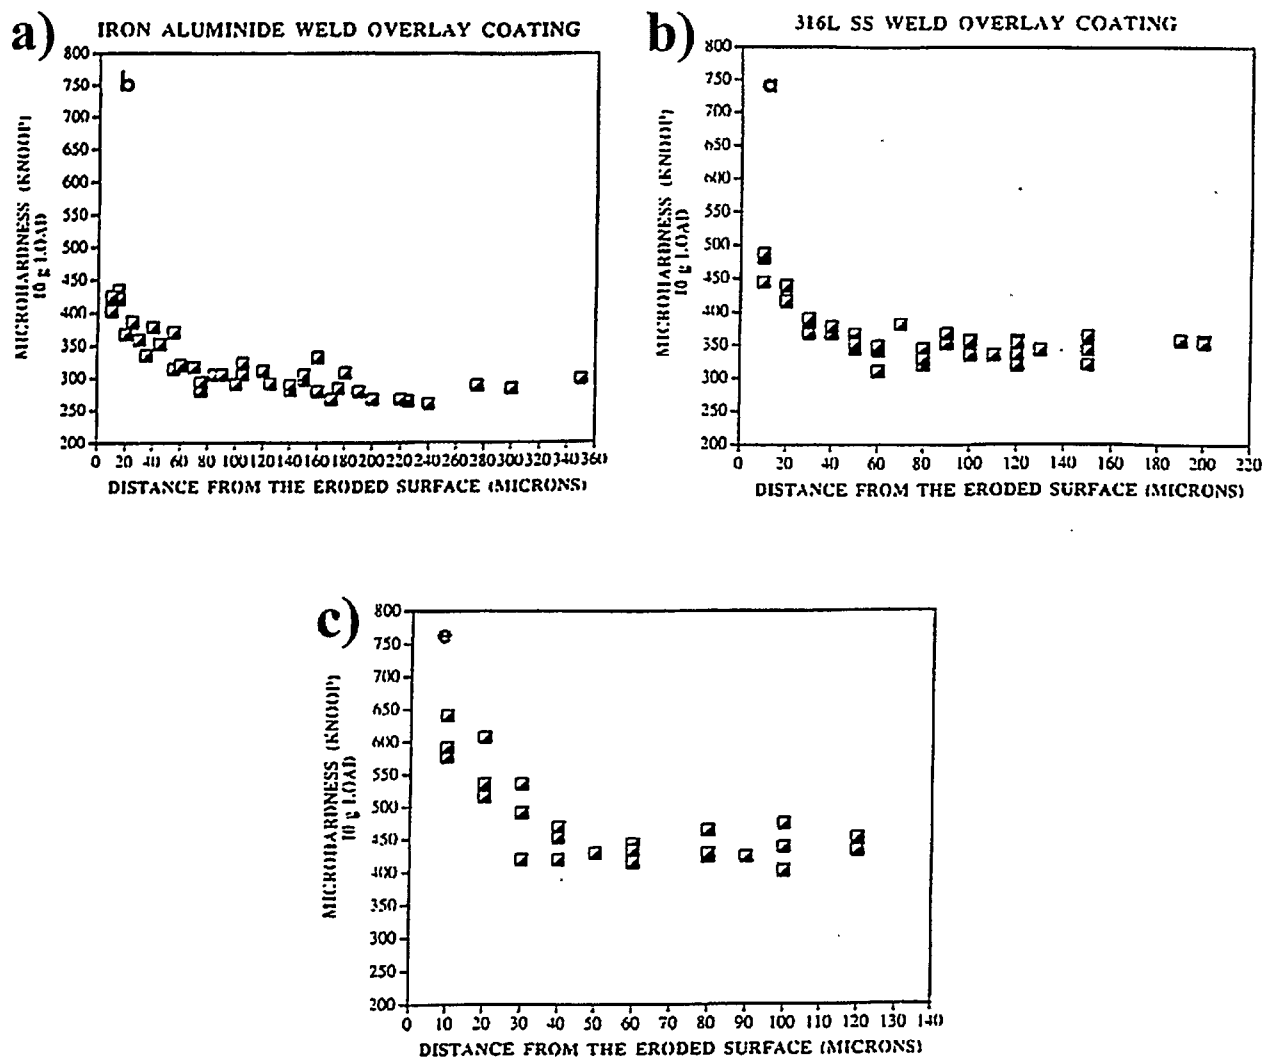 a) IRON ALUMINIDE WELD OVERLAY COATING
b
800
750
700
650
600
550
500
450
400
350
300
250
200
MICROHARDNESS (KNOOP)
10 g LOAD
0 20 40 60 80 100 120 140 160 180 200 220 240 260 280 300 320 340 360
DISTANCE FROM THE ERODED SURFACE (MICRONS)
b) 316L SS WELD OVERLAY COATING
a
800
750
700
650
600
550
500
450
400
350
300
250
200
MICROHARDNESS (KNOOP)
10 g LOAD
0 20 40 60 80 100 120 140 160 180 200 220
DISTANCE FROM THE ERODED SURFACE (MICRONS)
c)
e
800
750
700
650
600
550
500
450
400
350
300
250
200
MICROHARDNESS (KNOOP)
10 g LOAD
0 10 20 30 40 50 60 70 80 90 100 110 120 130 140
DISTANCE FROM THE ERODED SURFACE (MICRONS)